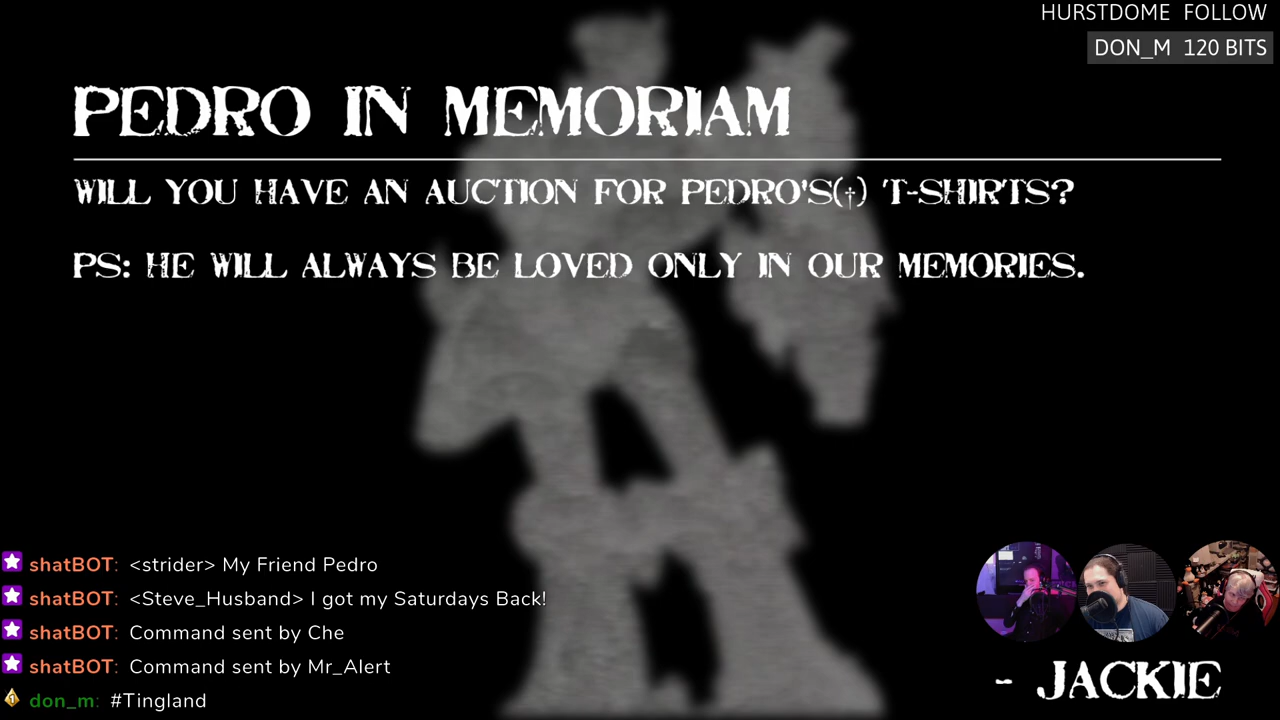 HURSTDOME FOLLOW
DON_M 120 BITS
PEDRO IN MEMORIAM
WILL YOU HAVE AN AUCTION FOR PEDRO'S(†) T-SHIRTS?
PS: HE WILL ALWAYS BE LOVED ONLY IN OUR MEMORIES.
shatBOT: <strider> My Friend Pedro
shatBOT: <Steve_Husband> I got my Saturdays Back!
shatBOT: Command sent by Che
shatBOT: Command sent by Mr_Alert
don_m: #Tingland
- JACKIE